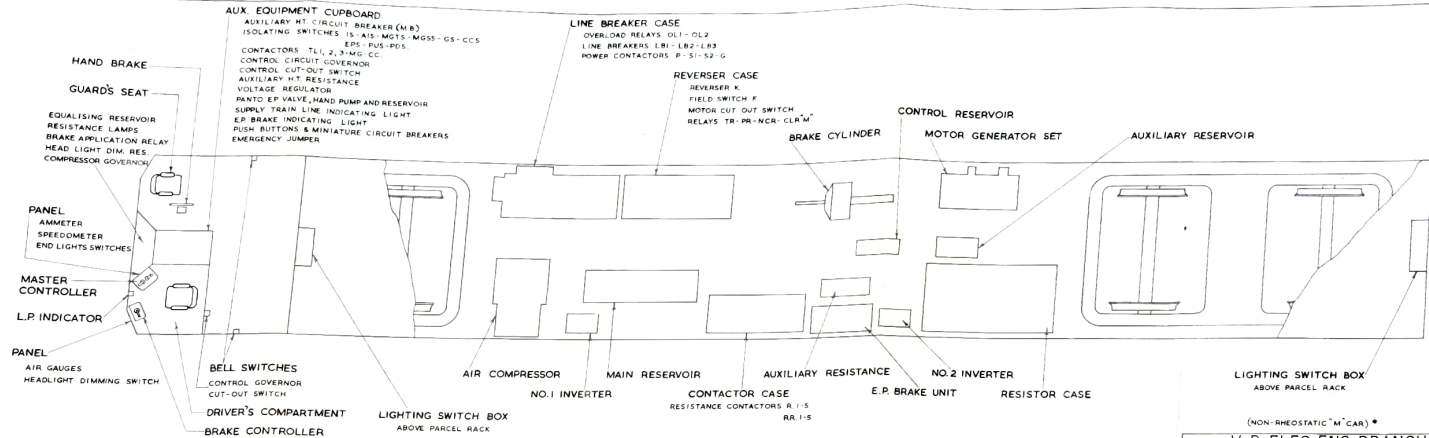 AUX. EQUIPMENT CUPBOARD
AUXILIARY HT. CIRCUIT BREAKER (M B)
ISOLATING SWITCHES IS-AIS-MGTS-MGSS-GS-CCS
EPS-PUS-PDS.
CONTACTORS TL1, 2, 3-MG-CC.
CONTROL CIRCUIT GOVERNOR
CONTROL CUT-OUT SWITCH
AUXILIARY H.T. RESISTANCE
VOLTAGE REGULATOR
PANTO EP VALVE, HAND PUMP AND RESERVOIR
SUPPLY TRAIN LINE INDICATING LIGHT
E.P. BRAKE INDICATING LIGHT
PUSH BUTTONS & MINIATURE CIRCUIT BREAKERS
EMERGENCY JUMPER
LINE BREAKER CASE
OVERLOAD RELAYS OL1-OL2
LINE BREAKERS LB1-LB2-LB3
POWER CONTACTORS P-S1-S2-G
REVERSER CASE
REVERSER K.
FIELD SWITCH F
MOTOR CUT OUT SWITCH
RELAYS TR-PR-NCR-CLR"M"
HAND BRAKE
GUARD'S SEAT
EQUALISING RESERVOIR
RESISTANCE LAMPS
BRAKE APPLICATION RELAY
HEAD LIGHT DIM. RES.
COMPRESSOR GOVERNOR
BRAKE CYLINDER
CONTROL RESERVOIR
MOTOR GENERATOR SET
AUXILIARY RESERVOIR
PANEL
AMMETER
SPEEDOMETER
END LIGHTS SWITCHES
MASTER
CONTROLLER
L.P. INDICATOR
PANEL
AIR GAUGES
HEADLIGHT DIMMING SWITCH
BELL SWITCHES
CONTROL GOVERNOR
CUT-OUT SWITCH
DRIVER'S COMPARTMENT
BRAKE CONTROLLER
LIGHTING SWITCH BOX
ABOVE PARCEL RACK
AIR COMPRESSOR
NO.1 INVERTER
MAIN RESERVOIR
CONTACTOR CASE
RESISTANCE CONTACTORS R.1-5
RR.1-5
AUXILIARY RESISTANCE
E.P. BRAKE UNIT
NO.2 INVERTER
RESISTOR CASE
LIGHTING SWITCH BOX
ABOVE PARCEL RACK
(NON-RHEOSTATIC "M" CAR)